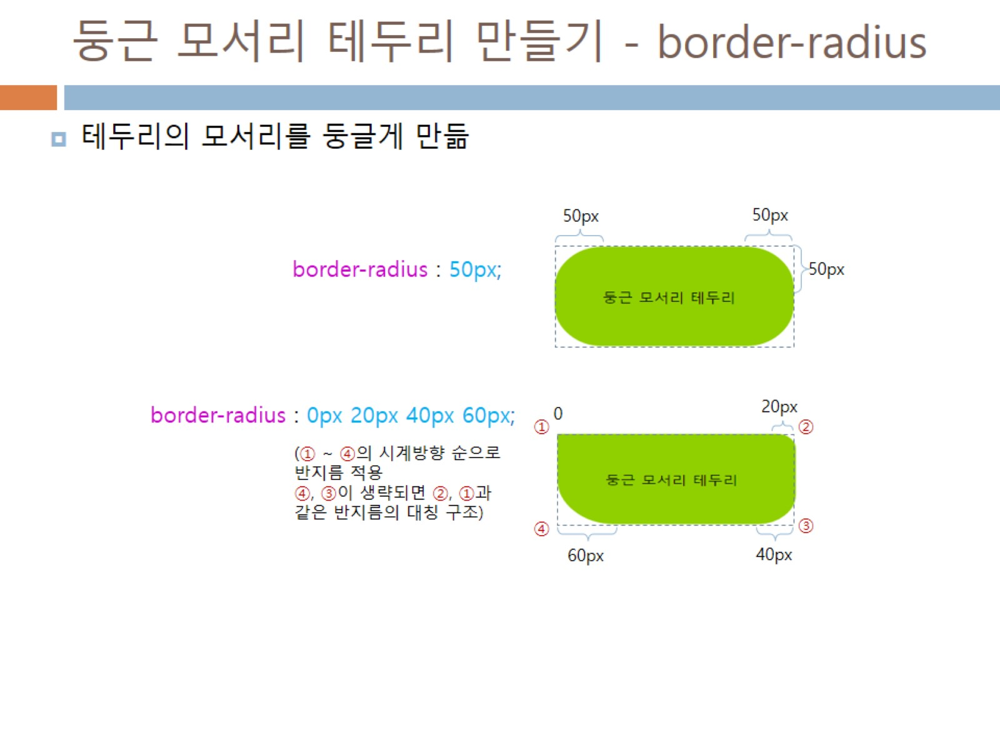 둥근 모서리 테두리 만들기 - border-radius
테두리의 모서리를 둥글게 만듦
50px
50px
border-radius : 50px;
50px
둥근 모서리 테두리
border-radius : 0px 20px 40px 60px;
0
20px
①
②
(① ~ ④의 시계방향 순으로
반지름 적용
④, ③이 생략되면 ②, ①과
같은 반지름의 대칭 구조)
둥근 모서리 테두리
④
③
60px
40px